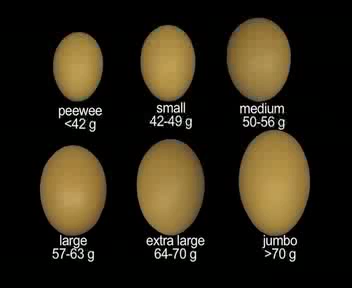 peewee
<42 g
small
42-49 g
medium
50-56 g
large
57-63 g
extra large
64-70 g
jumbo
>70 g